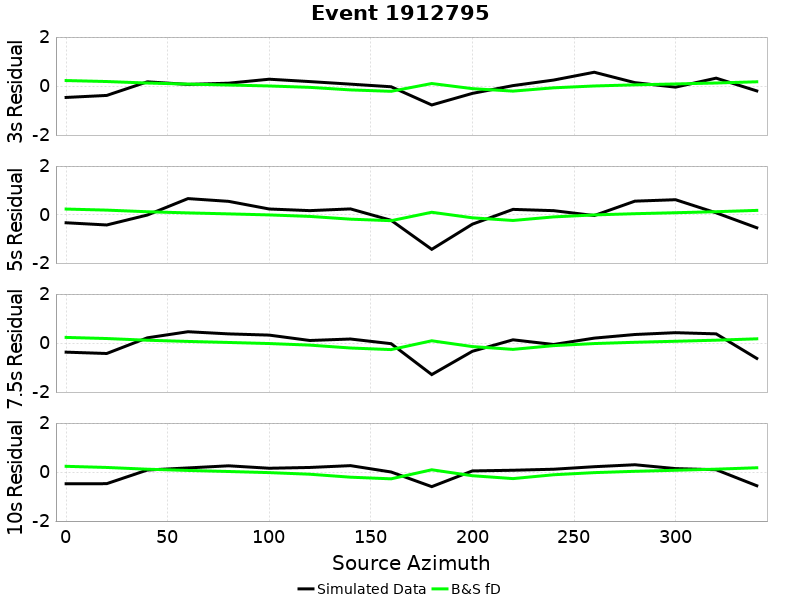 Event 1912795
3s Residual
2
0
-2
5s Residual
2
0
-2
7.5s Residual
2
0
-2
10s Residual
2
0
-2
0 50 100 150 200 250 300
Source Azimuth
Simulated Data B&S fD